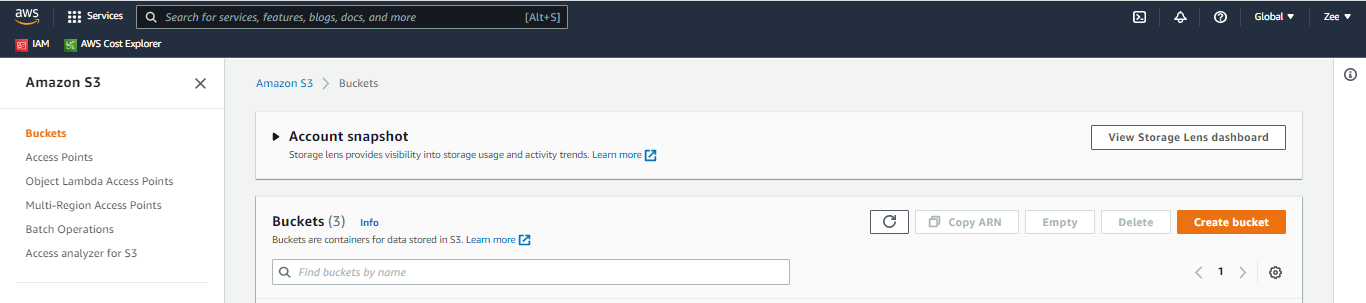 aws Services Search for services, features, blogs, docs, and more [Alt+S] Global Zee
IAM AWS Cost Explorer
Amazon S3
Buckets
Access Points
Object Lambda Access Points
Multi-Region Access Points
Batch Operations
Access analyzer for S3
Amazon S3 Buckets
Account snapshot
Storage lens provides visibility into storage usage and activity trends. Learn more
View Storage Lens dashboard
Buckets (3) Info
Buckets are containers for data stored in S3. Learn more
Copy ARN Empty Delete Create bucket
Find buckets by name
1